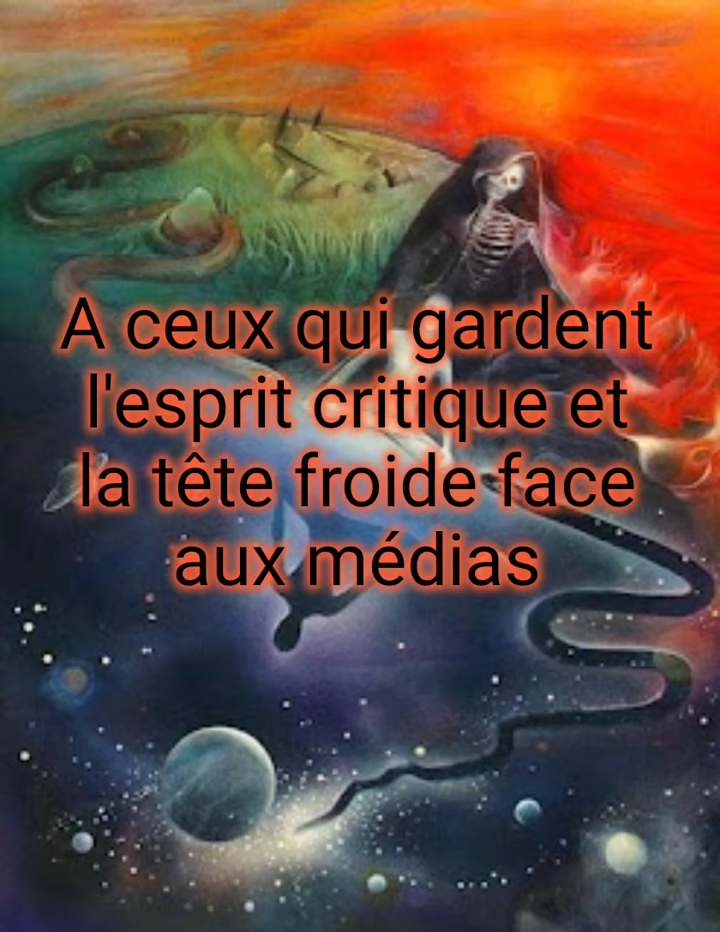 A ceux qui gardent
l'esprit critique et
la tête froide face
aux médias